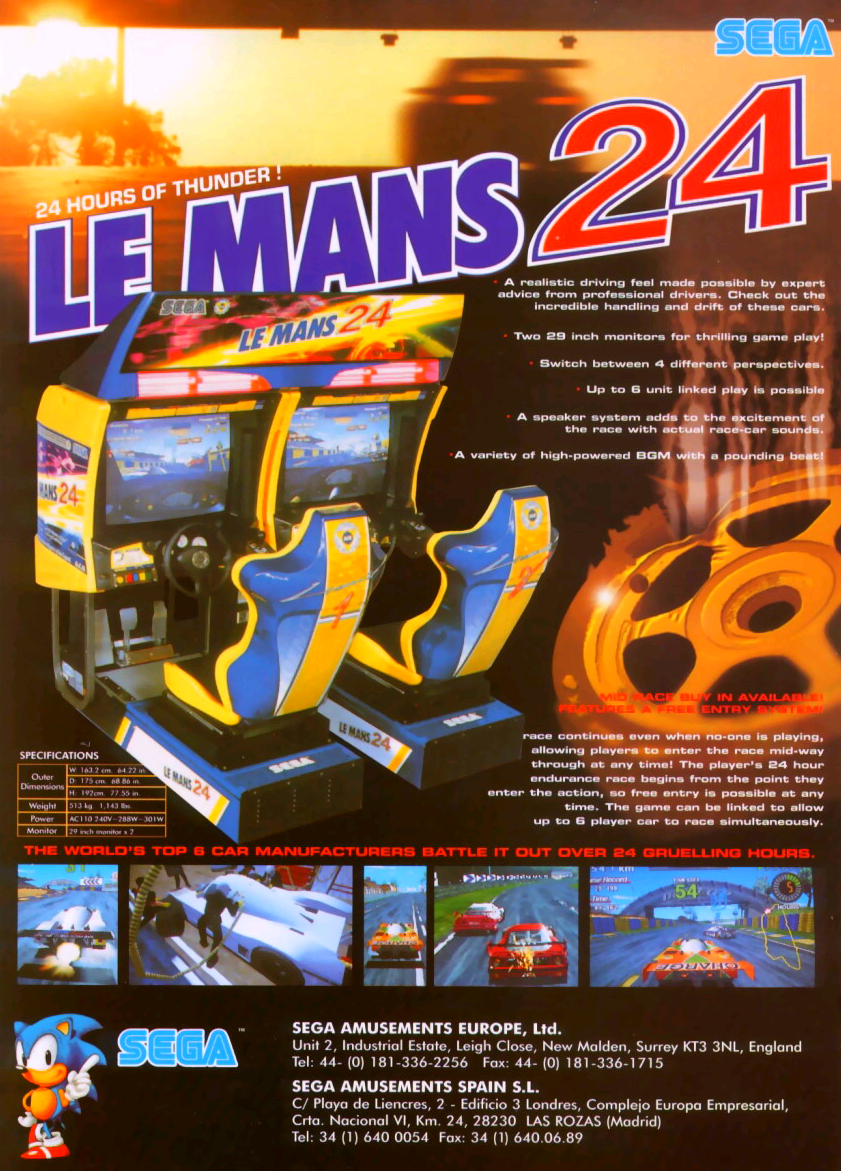 SEGA™
24 HOURS OF THUNDER !
LE MANS 24
• A realistic driving feel made possible by expert
advice from professional drivers. Check out the
incredible handling and drift of these cars.
• Two 29 inch monitors for thrilling game play!
• Switch between 4 different perspectives.
• Up to 6 unit linked play is possible
• A speaker system adds to the excitement of
the race with actual race-car sounds.
• A variety of high-powered BGM with a pounding beat!
SEGA
LE MANS 24
MANS 24
MID RACE BUY IN AVAILABLE!
FEATURES A FREE ENTRY SYSTEM!
race continues even when no-one is playing,
allowing players to enter the race mid-way
through at any time! The player's 24 hour
endurance race begins from the point they
enter the action, so free entry is possible at any
time. The game can be linked to allow
up to 6 player car to race simultaneously.
SEGA
LE MANS 24
SEGA
LE MANS 24
SPECIFICATIONS
Outer Dimensions
W: 163.2 cm. 64.22 in
D: 175 cm. 68.86 in.
H: 192cm. 77.55 in.
Weight 513 kg 1,143 lbs.
Power AC110 240V~288W~301W
Monitor 29 inch monitor x 2
THE WORLD'S TOP 6 CAR MANUFACTURERS BATTLE IT OUT OVER 24 GRUELLING HOURS.
54
CHARGE
SEGA™
SEGA AMUSEMENTS EUROPE, Ltd.
Unit 2, Industrial Estate, Leigh Close, New Malden, Surrey KT3 3NL, England
Tel: 44- (0) 181-336-2256 Fax: 44- (0) 181-336-1715
SEGA AMUSEMENTS SPAIN S.L.
C/ Playa de Liencres, 2 - Edificio 3 Londres, Complejo Europa Empresarial,
Crta. Nacional VI, Km. 24, 28230 LAS ROZAS (Madrid)
Tel: 34 (1) 640 0054 Fax: 34 (1) 640.06.89